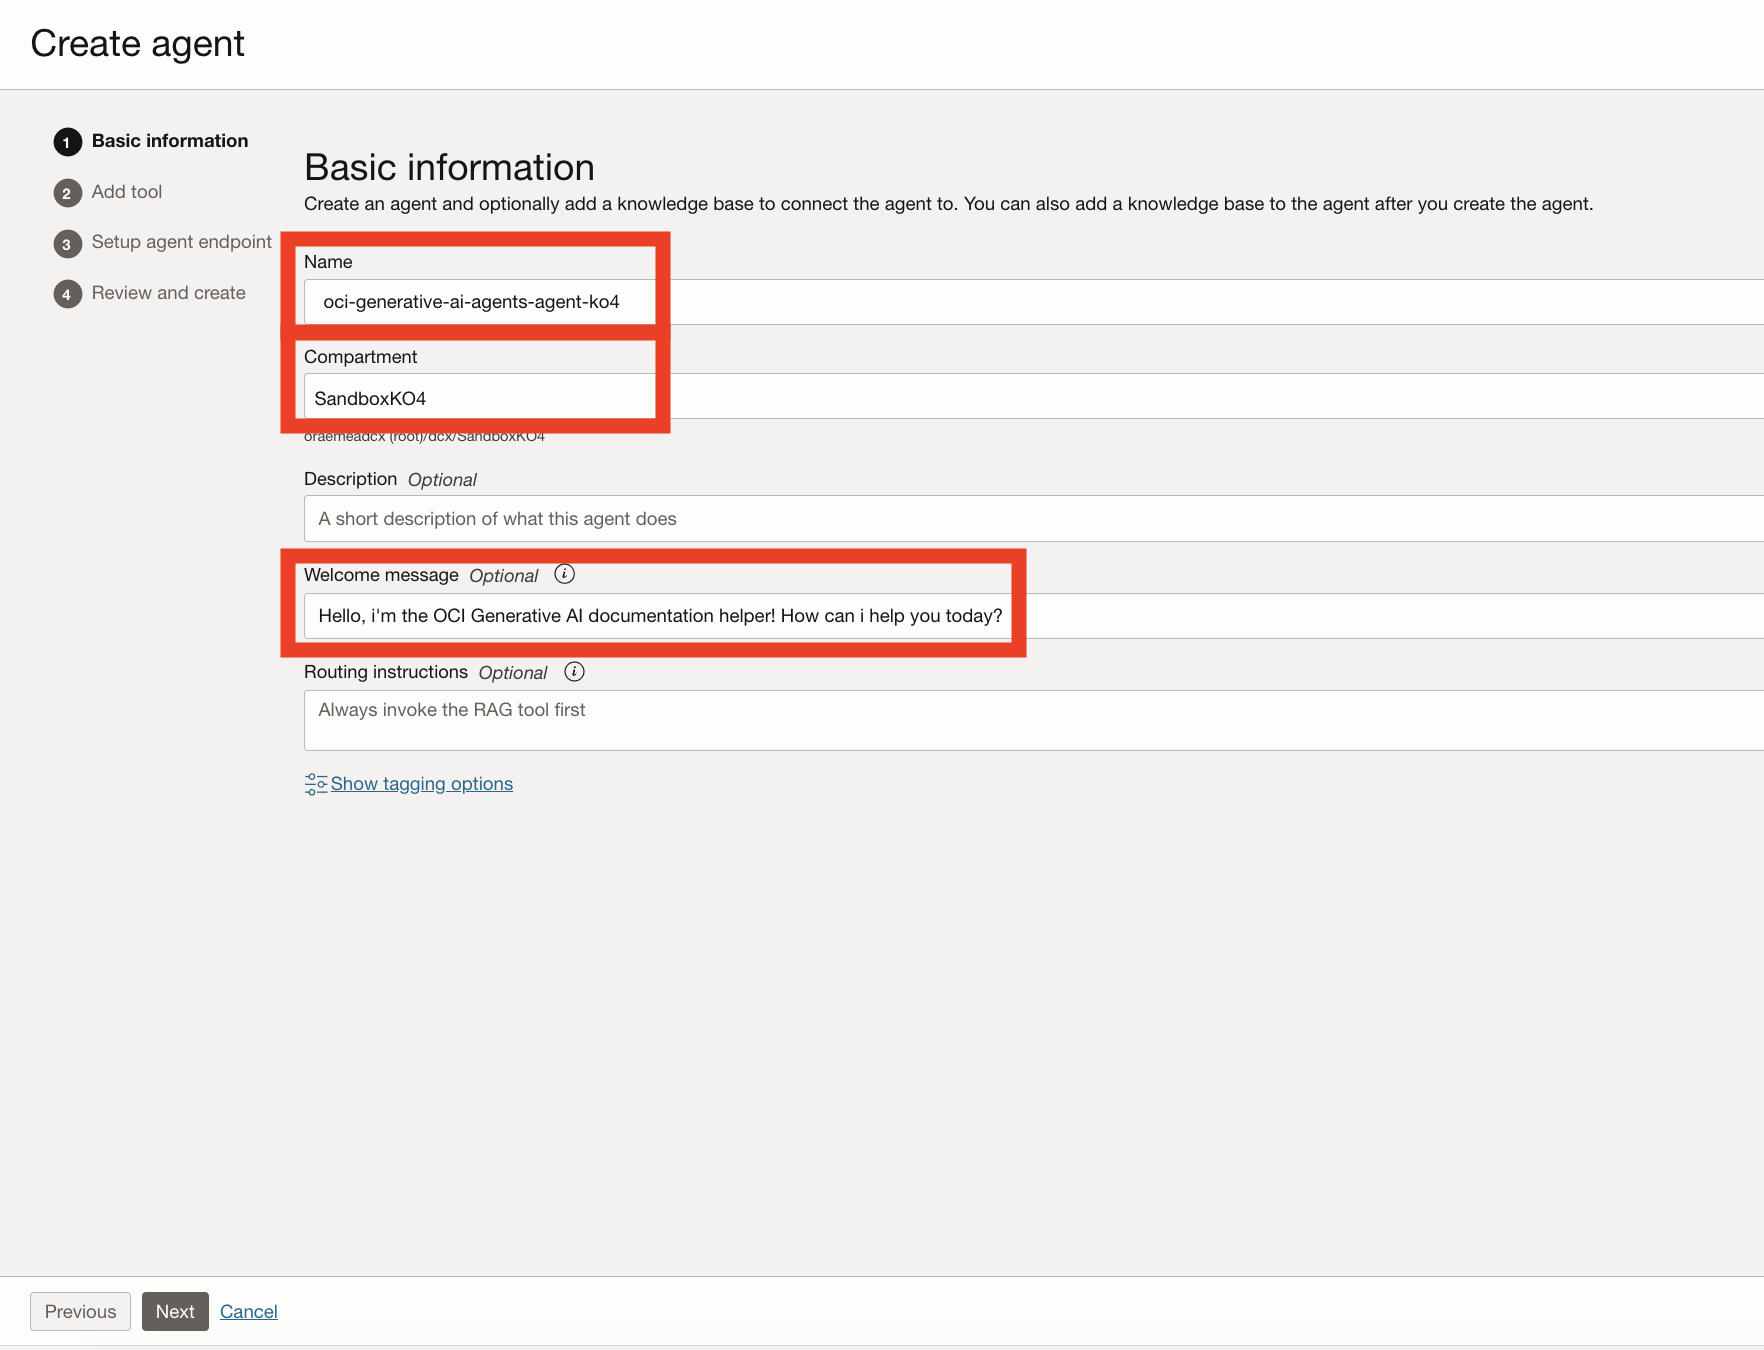 Create agent
1 Basic information
2 Add tool
3 Setup agent endpoint
4 Review and create
Basic information
Create an agent and optionally add a knowledge base to connect the agent to. You can also add a knowledge base to the agent after you create the agent.
Name
oci-generative-ai-agents-agent-ko4
Compartment
SandboxKO4
oraemeadcx (root)/dcx/SandboxKO4
Description Optional
A short description of what this agent does
Welcome message Optional i
Hello, i'm the OCI Generative AI documentation helper! How can i help you today?
Routing instructions Optional i
Always invoke the RAG tool first
Show tagging options
Previous Next Cancel